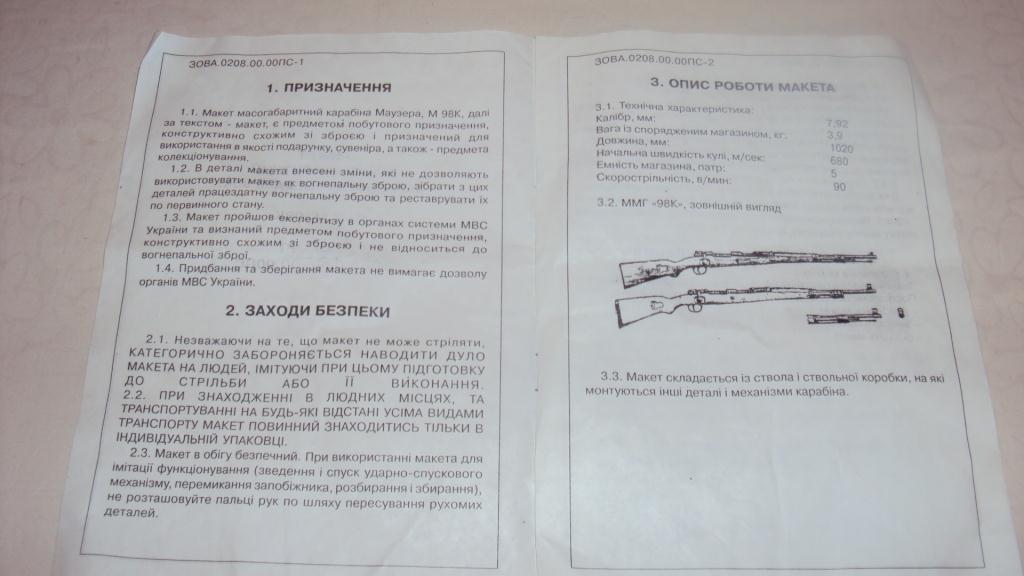 ЗОВА.0208.00.00ПС-1
1. ПРИЗНАЧЕННЯ
1.1. Макет масогабаритний карабіна Маузера, М 98К, далі
за текстом - макет, є предметом побутового призначення,
конструктивно схожим зі зброєю і призначений для
використання в якості подарунку, сувеніра, а також - предмета
колекціонування.
1.2. В деталі макета внесені зміни, які не дозволяють
використовувати макет як вогнепальну зброю, зібрати з цих
деталей працездатну вогнепальну зброю та реставрувати їх
по первинного стану.
1.3. Макет пройшов експертизу в органах системи МВС
України та визнаний предметом побутового призначення,
конструктивно схожим зі зброєю і не відноситься до
вогнепальної зброї.
1.4. Придбання та зберігання макета не вимагає дозволу
органів МВС України.
2. ЗАХОДИ БЕЗПЕКИ
2.1. Незважаючи на те, що макет не може стріляти,
КАТЕГОРИЧНО ЗАБОРОНЯЄТЬСЯ НАВОДИТИ ДУЛО
МАКЕТА НА ЛЮДЕЙ, ІМІТУЮЧИ ПРИ ЦЬОМУ ПІДГОТОВКУ
ДО СТРІЛЬБИ АБО ЇЇ ВИКОНАННЯ.
2.2. ПРИ ЗНАХОДЖЕННІ В ЛЮДНИХ МІСЦЯХ, ТА
ТРАНСПОРТУВАННІ НА БУДЬ-ЯКІ ВІДСТАНІ УСІМА ВИДАМИ
ТРАНСПОРТУ МАКЕТ ПОВИННИЙ ЗНАХОДИТИСЬ ТІЛЬКИ В
ІНДИВІДУАЛЬНІЙ УПАКОВЦІ.
2.3. Макет в обігу безпечний. При використанні макета для
імітації функціонування (зведення і спуск ударно-спускового
механізму, перемикання запобіжника, розбирання і збирання),
не розташовуйте пальці рук по шляху пересування рухомих
деталей.
ЗОВА.0208.00.00ПС-2
3. ОПИС РОБОТИ МАКЕТА
3.1. Технічна характеристика:
Калібр, мм: 7,92
Вага із спорядженим магазином, кг: 3,9
Довжина, мм: 1020
Начальна швидкість кулі, м/сек: 680
Емність магазина, патр: 5
Скорострільність, в/мин: 90
3.2. ММГ «98К», зовнішній вигляд
3.3. Макет складається із ствола і ствольної коробки, на які
монтуються інші деталі і механізми карабіна.